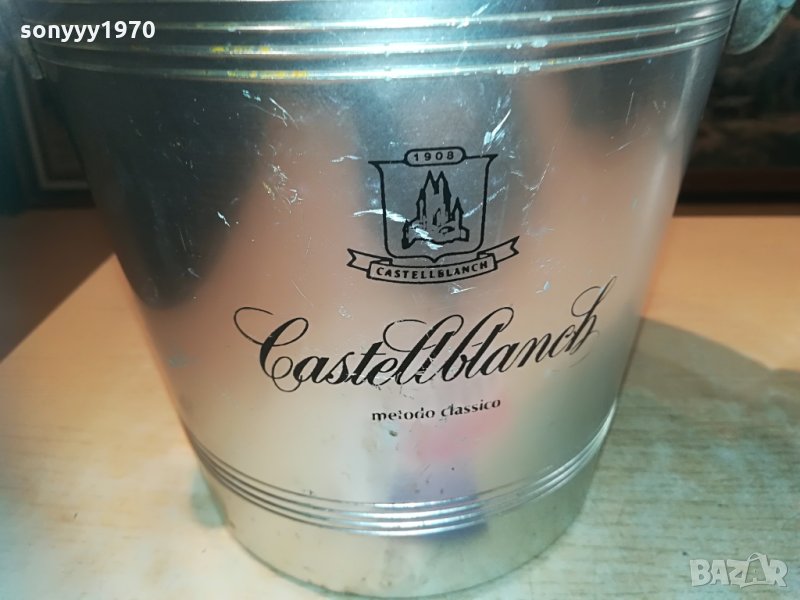 sonyyy1970
1908
CASTELLBLANCH
Castellblanch
metodo classico
BAZAR